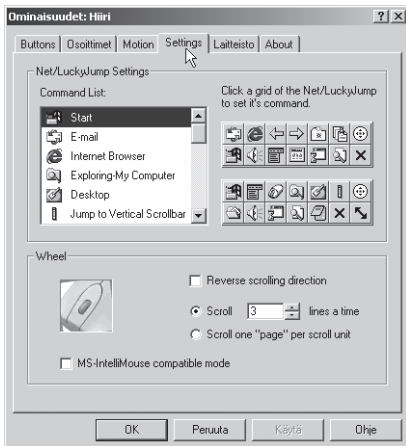 Ominaisuudet: Hiiri
Buttons Osoittimet Motion Settings Laitteisto About
Net/LuckyJump Settings
Command List:
Start
E-mail
Internet Browser
Exploring-My Computer
Desktop
Jump to Vertical Scrollbar
Click a grid of the Net/LuckyJump
to set it's command.
Wheel
Reverse scrolling direction
Scroll 3 lines a time
Scroll one "page" per scroll unit
MS-IntelliMouse compatible mode
OK Peruuta Käytä Ohje